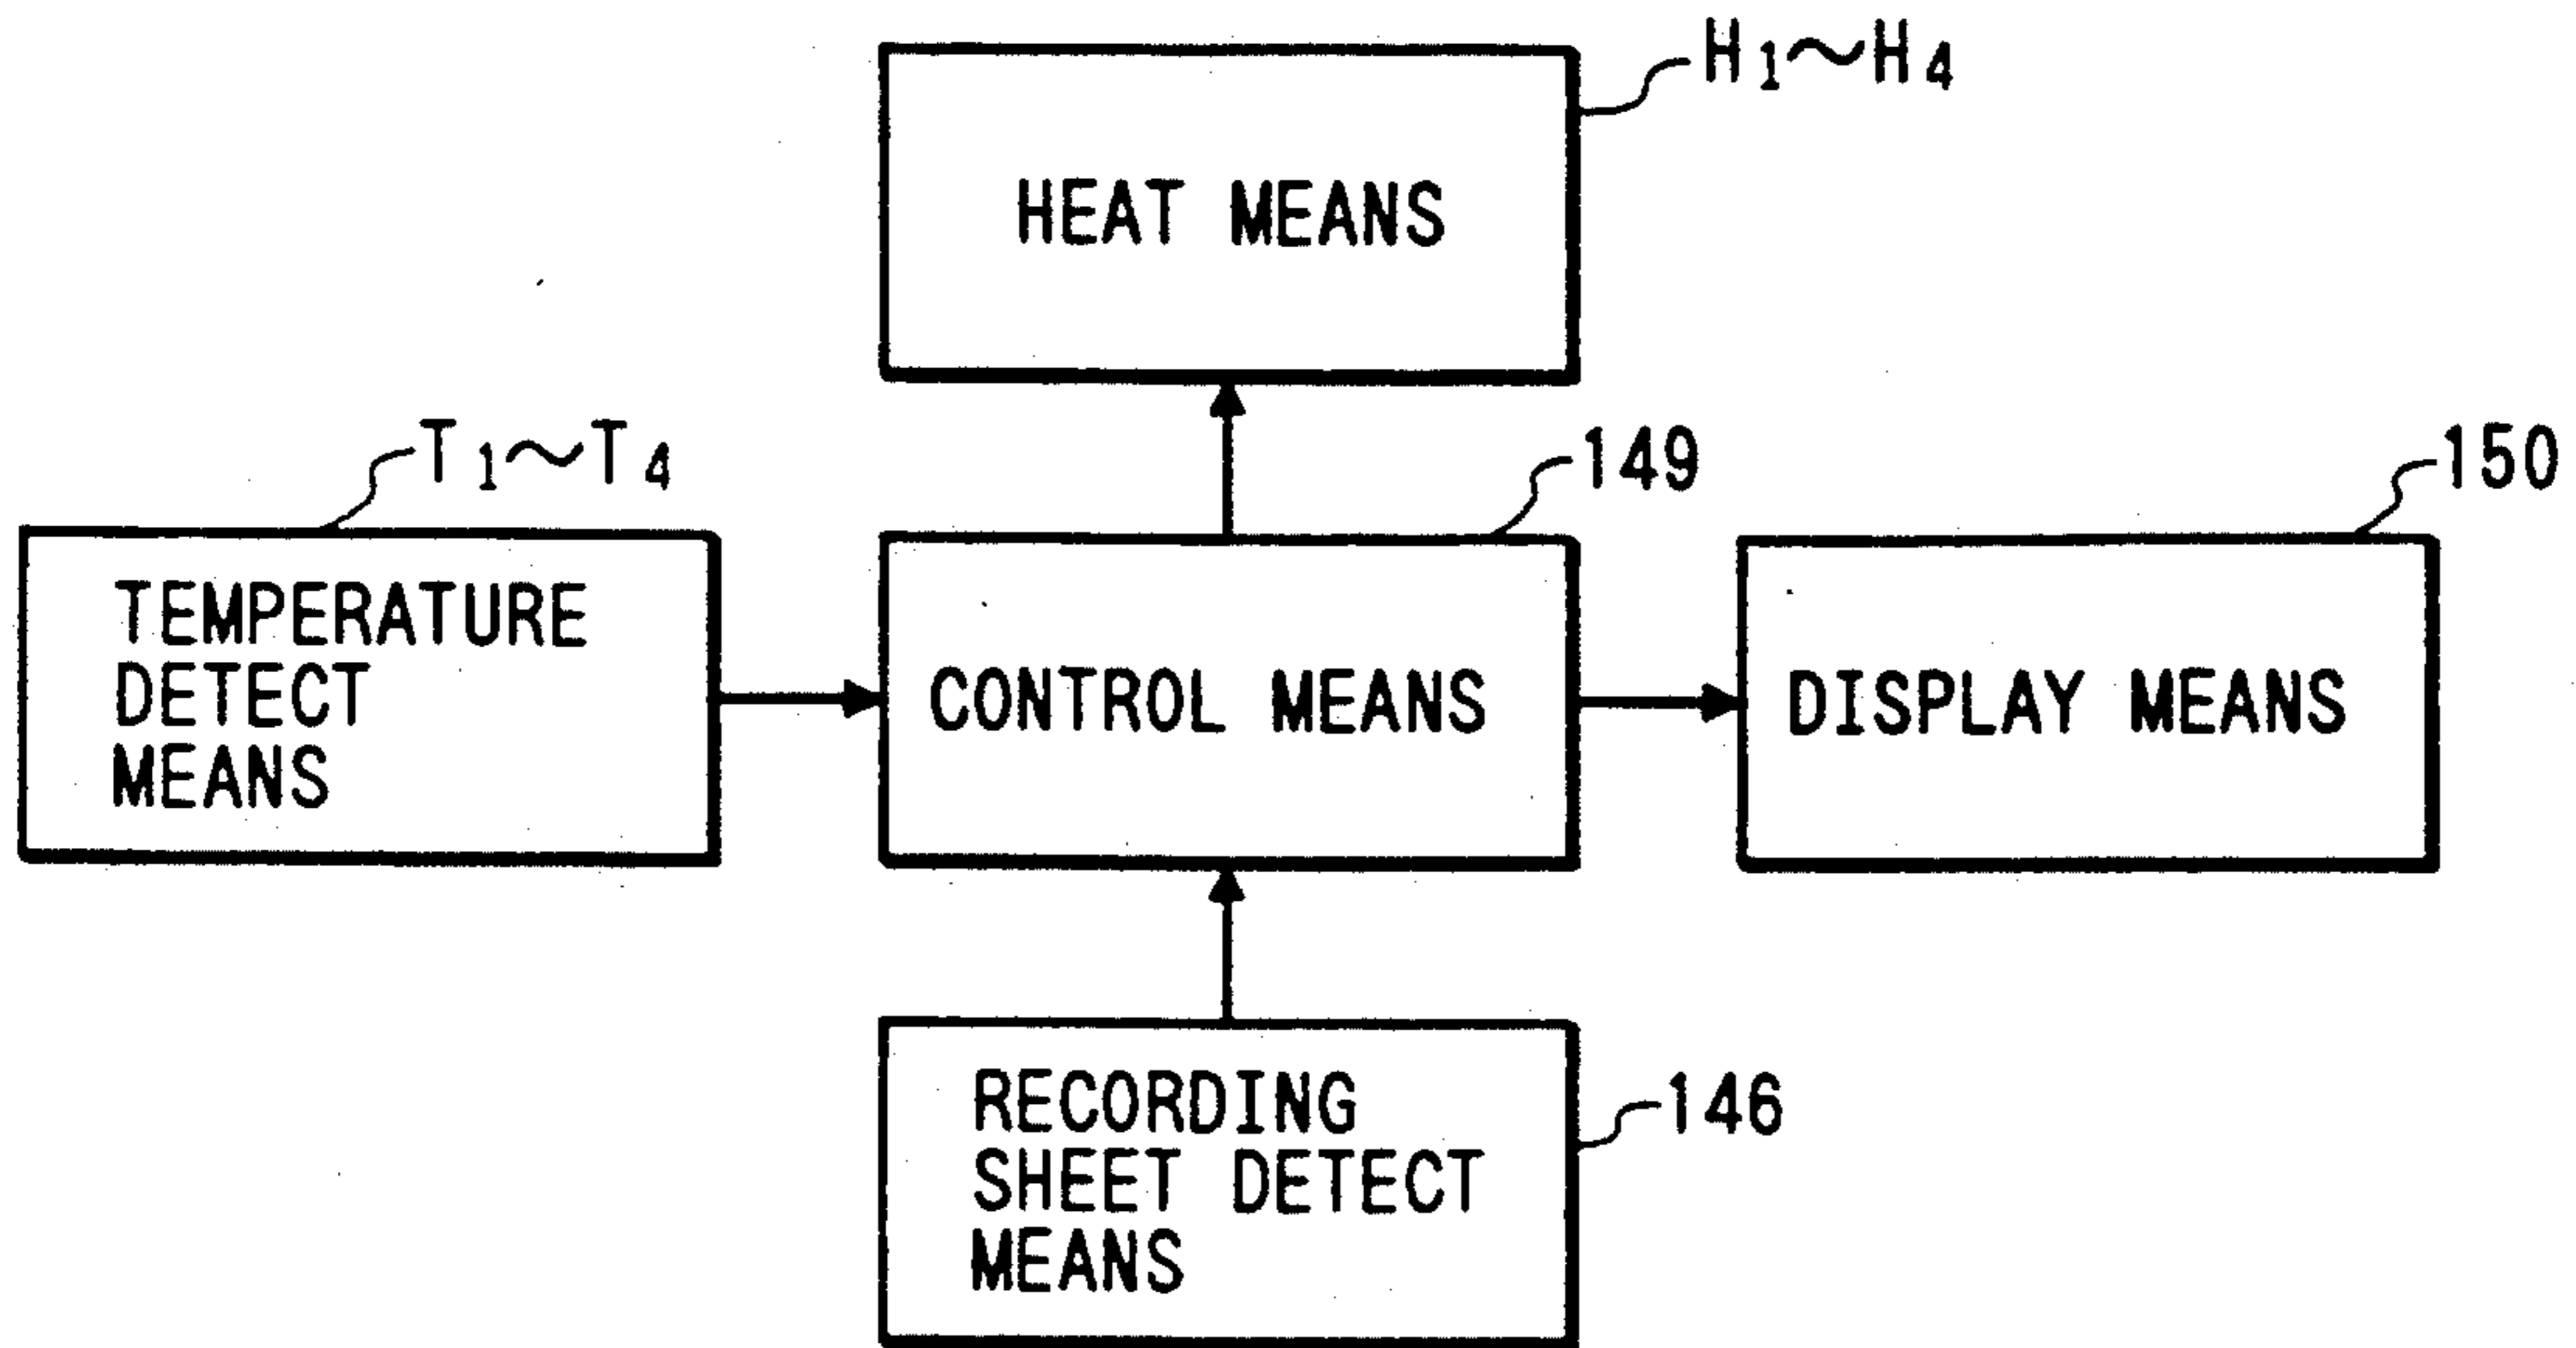 H1~H4
HEAT MEANS
T1~T4
149
150
TEMPERATURE
DETECT
MEANS
CONTROL MEANS
DISPLAY MEANS
RECORDING
SHEET DETECT
MEANS
146